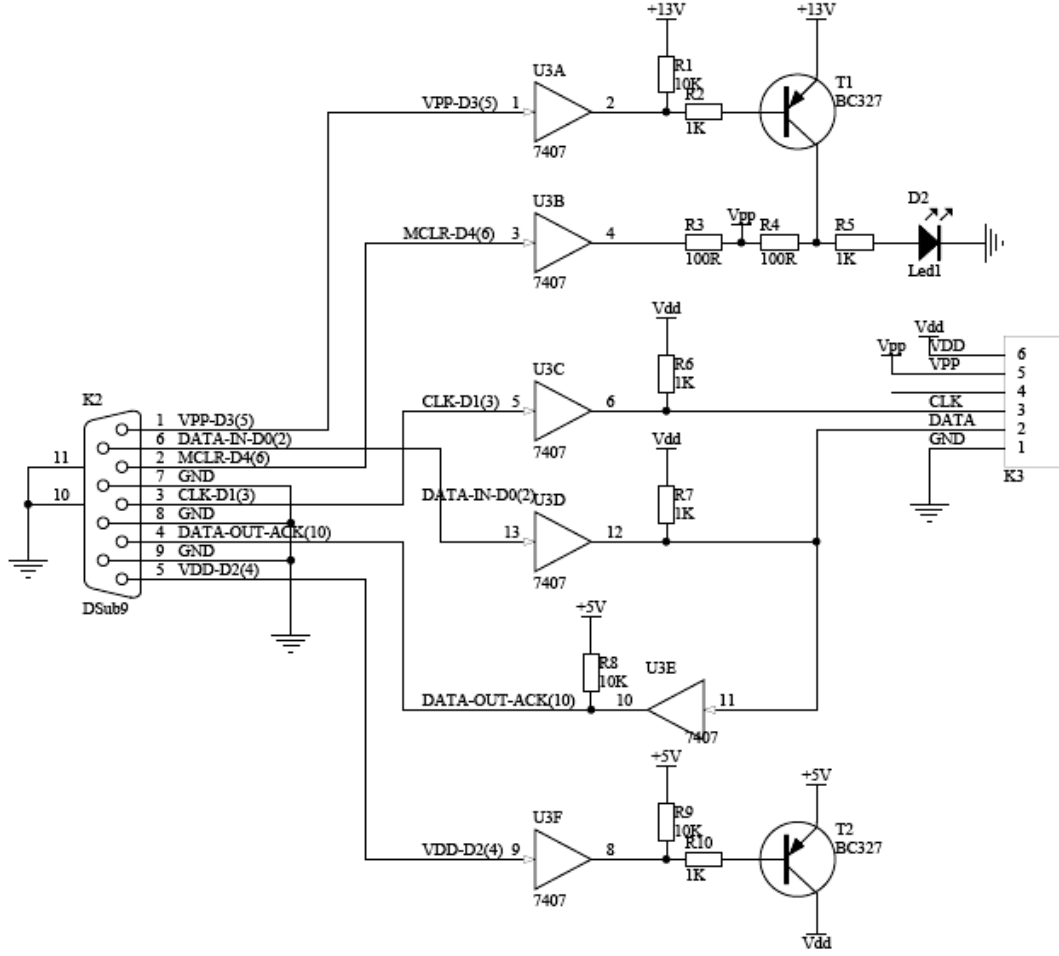 +13V +13V
U3A R1 10K T1
VPP-D3(5) 1 2 R2 BC327
7407 1K
U3B D2
MCLR-D4(6) 3 4 R3 Vpp R4 R5
7407 100R 100R 1K Led1
Vdd Vdd
U3C R6 1K Vpp VDD 6
VPP 5
4
CLK-D1(3) 5 6 CLK 3
7407 DATA 2
Vdd GND 1
K3
K2
1 VPP-D3(5)
6 DATA-IN-D0(2)
11 2 MCLR-D4(6)
7 GND
10 3 CLK-D1(3)
8 GND
4 DATA-OUT-ACK(10)
9 GND
5 VDD-D2(4)
DSub9
DATA-IN-D0(2) U3D R7 1K
13 12
7407
+5V
R8 10K U3E
DATA-OUT-ACK(10) 10 11
7407
+5V +5V
U3F R9 10K T2
VDD-D2(4) 9 8 R10 BC327
7407 1K
Vdd